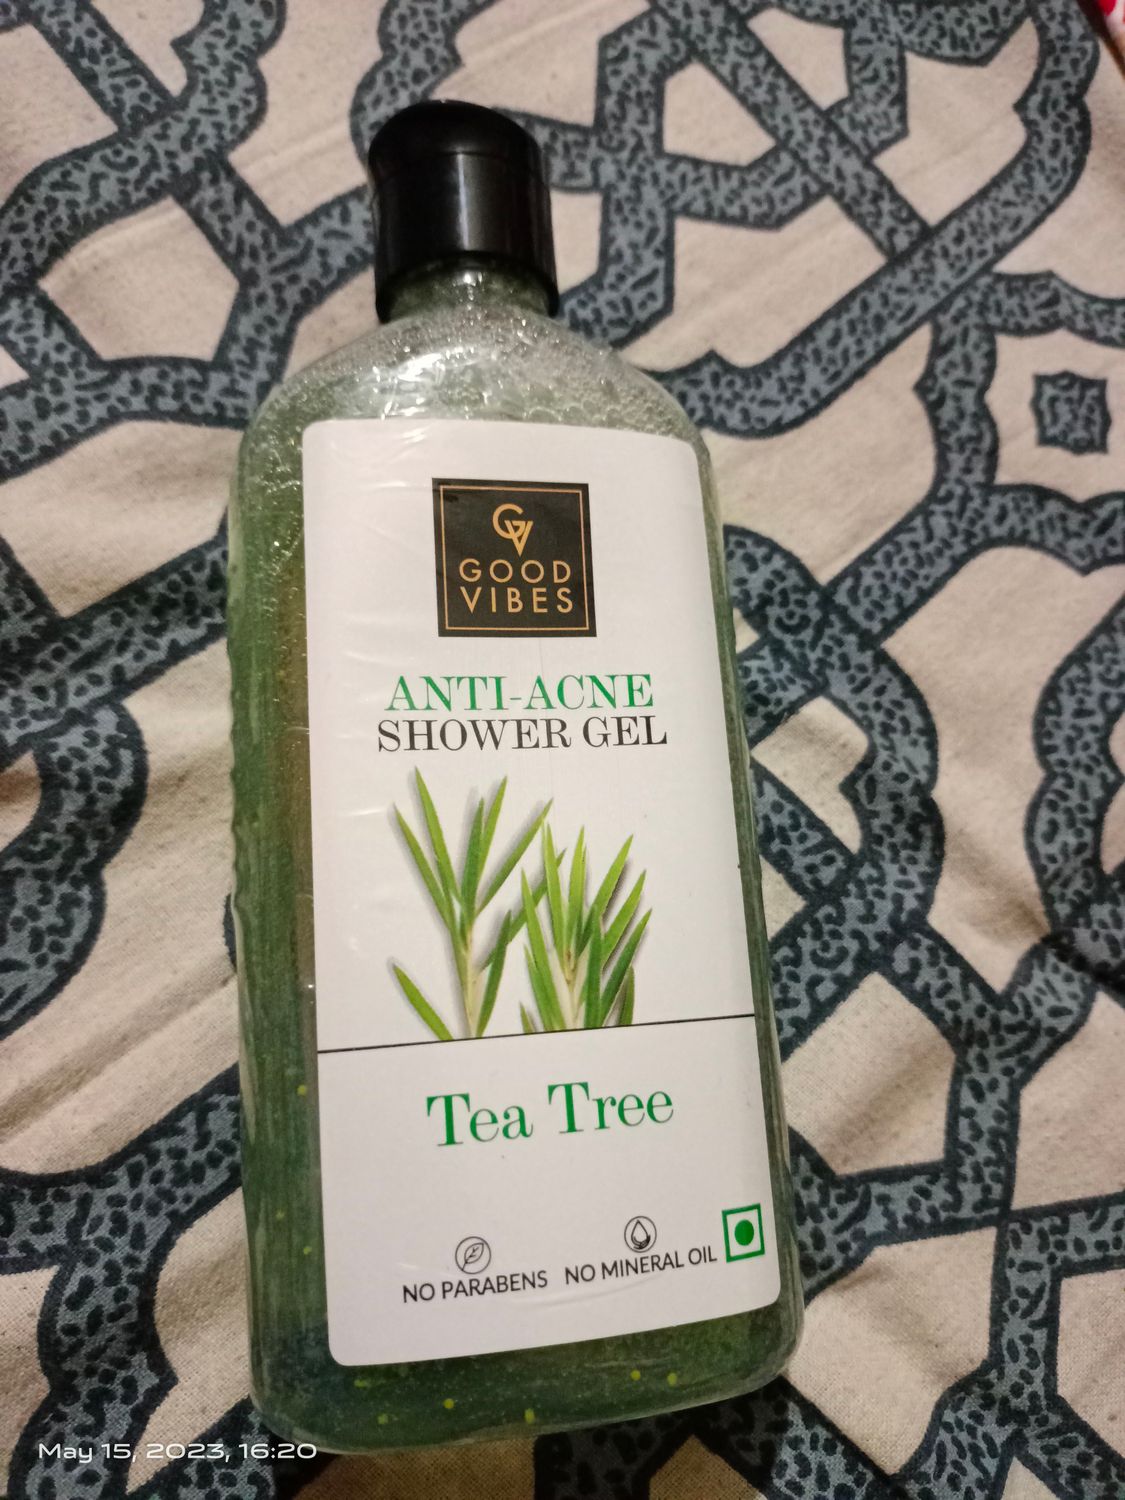 GV
GOOD
VIBES
ANTI-ACNE
SHOWER GEL
Tea Tree
NO PARABENS
NO MINERAL OIL
May 15, 2023, 16:20